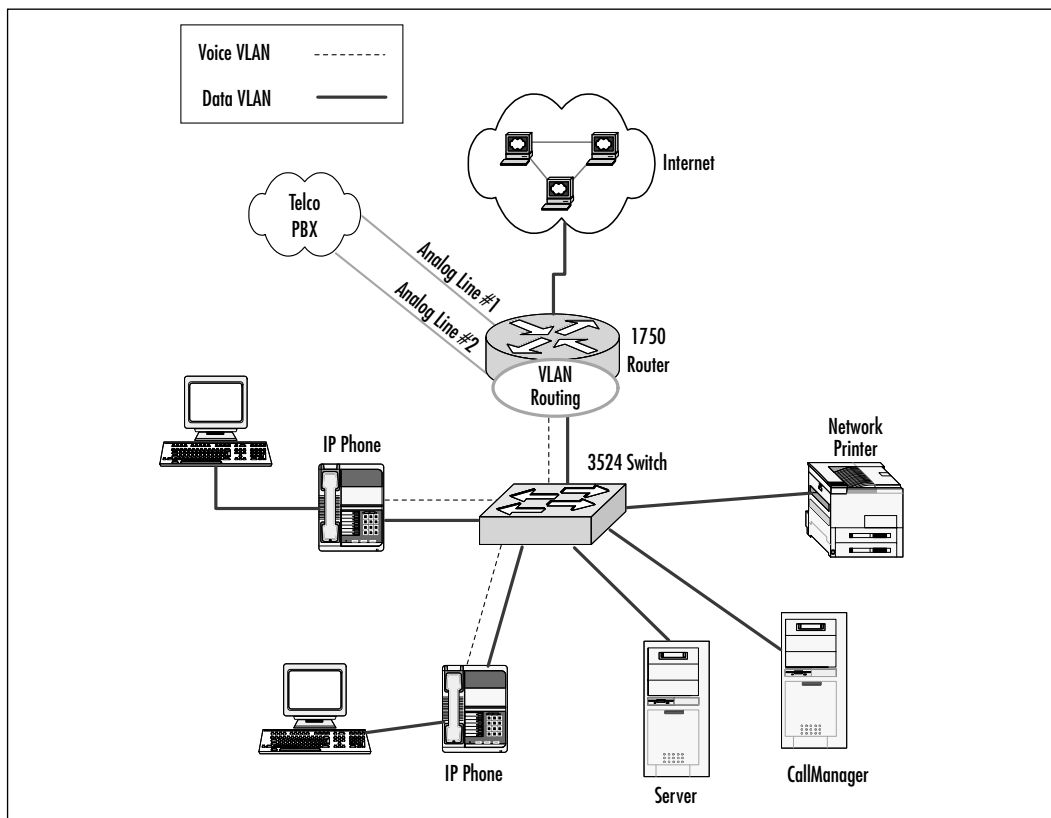 Voice VLAN
Data VLAN
Internet
Telco
PBX
Analog Line #1
Analog Line #2
1750
Router
VLAN
Routing
Network
Printer
IP Phone
3524 Switch
IP Phone
CallManager
Server